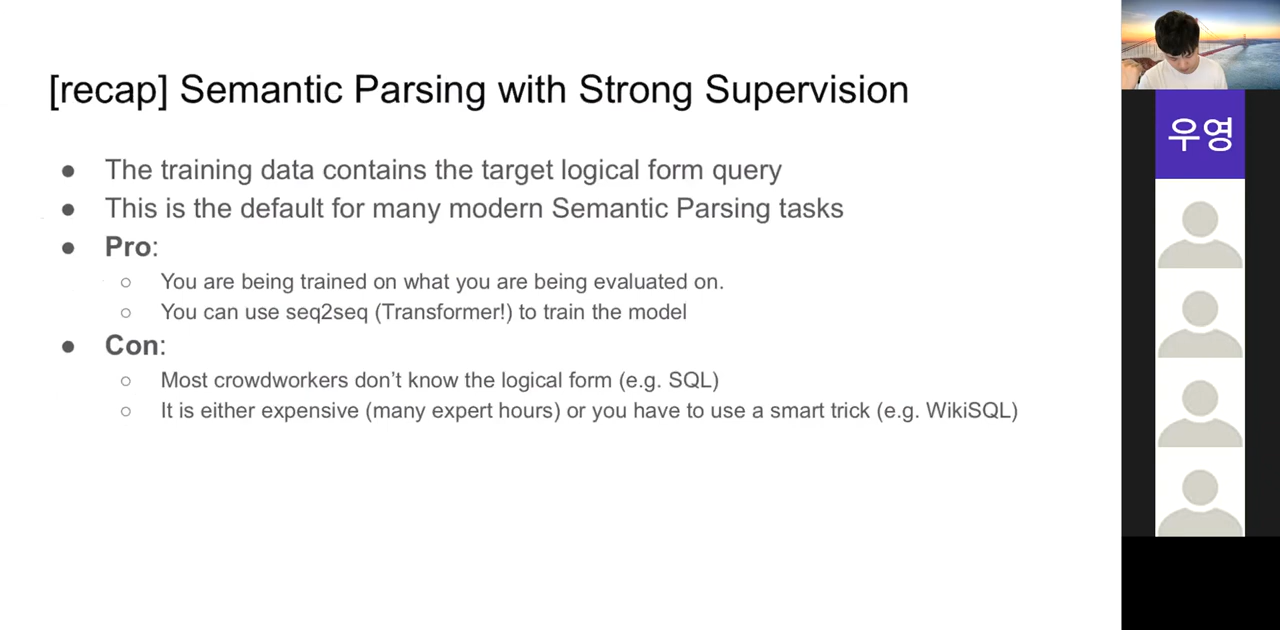 [recap] Semantic Parsing with Strong Supervision
● The training data contains the target logical form query
● This is the default for many modern Semantic Parsing tasks
● Pro:
○ You are being trained on what you are being evaluated on.
○ You can use seq2seq (Transformer!) to train the model
● Con:
○ Most crowdworkers don’t know the logical form (e.g. SQL)
○ It is either expensive (many expert hours) or you have to use a smart trick (e.g. WikiSQL)
우영